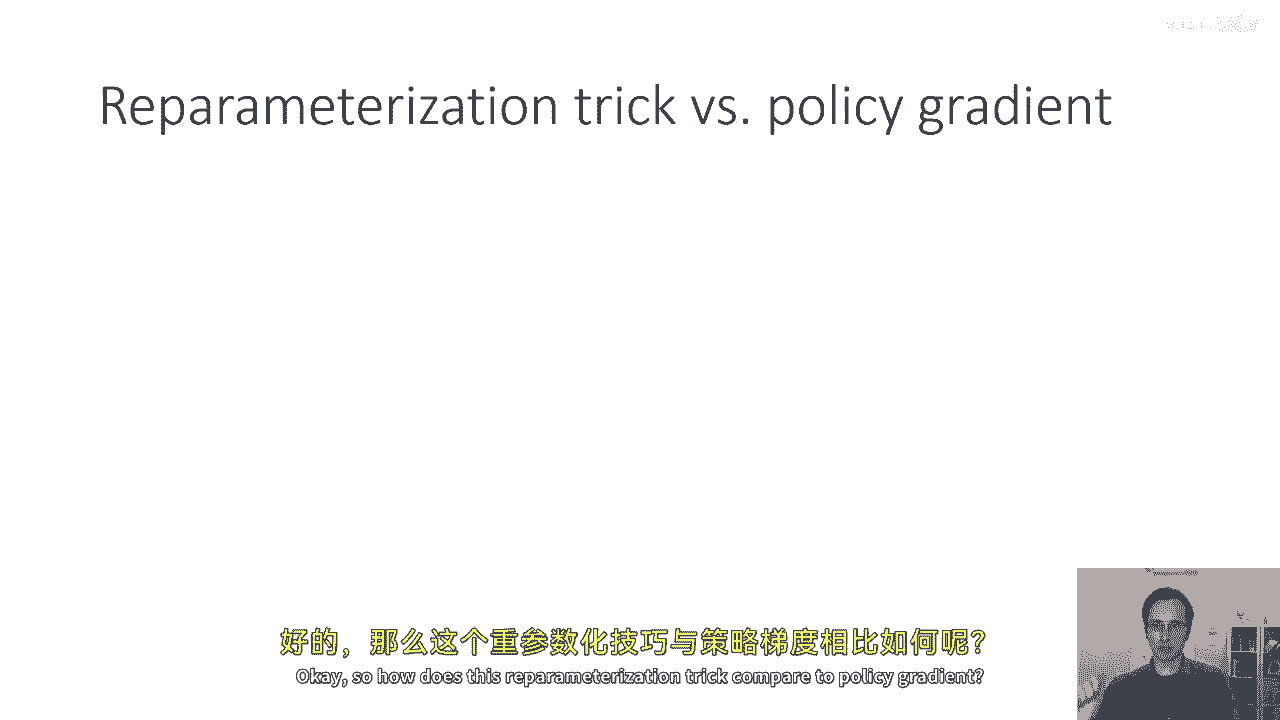 Reparameterization trick vs. policy gradient
好的，那么这个重参数化技巧与策略梯度相比如何呢？
Okay, so how does this reparameterization trick compare to policy gradient?